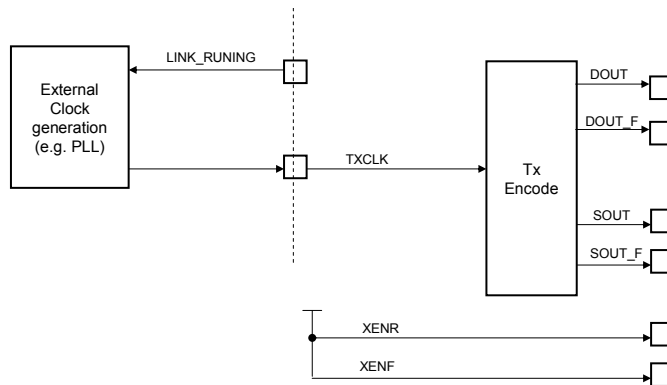 LINK_RUNING
External
Clock
generation
(e.g. PLL)
TXCLK
Tx
Encode
DOUT
DOUT_F
SOUT
SOUT_F
XENR
XENF